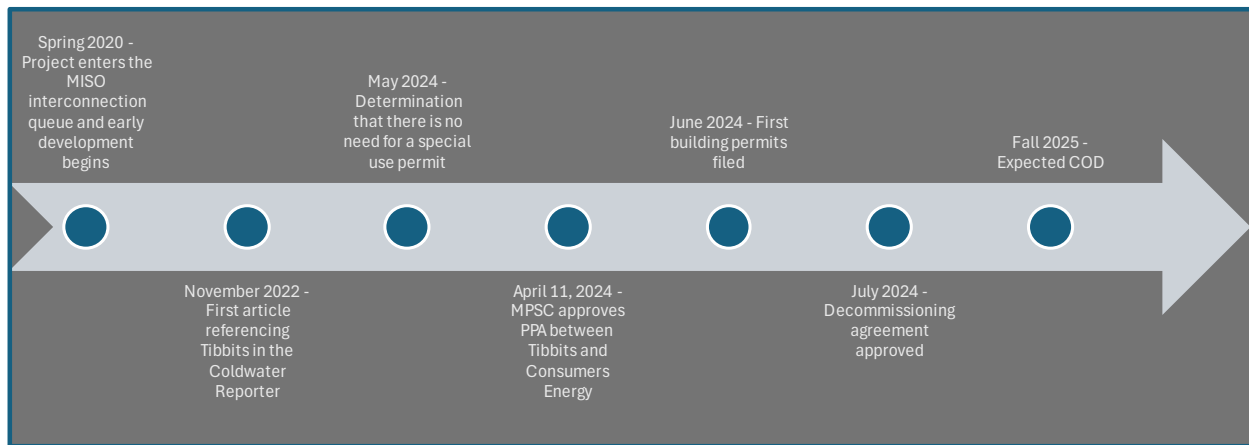 Spring 2020 -
Project enters the
MISO
interconnection
queue and early
development
begins
November 2022 -
First article
referencing
Tibbits in the
Coldwater
Reporter
May 2024 -
Determination
that there is no
need for a special
use permit
April 11, 2024 -
MPSC approves
PPA between
Tibbits and
Consumers
Energy
June 2024 - First
building permits
filed
July 2024 -
Decommissioning
agreement
approved
Fall 2025 -
Expected COD